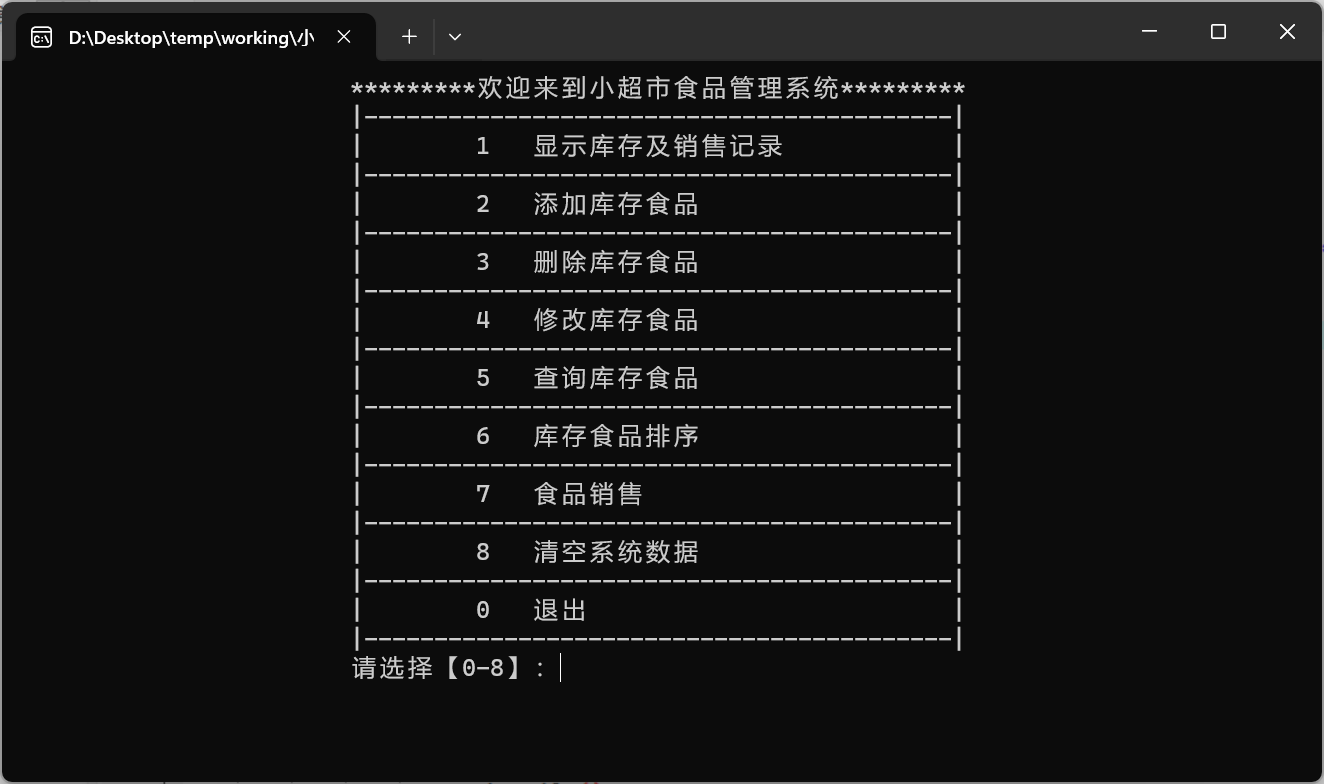 D:\Desktop\temp\working\小
*********欢迎来到小超市食品管理系统*********
|------------------------------------------|
| 1 显示库存及销售记录 |
|------------------------------------------|
| 2 添加库存食品 |
|------------------------------------------|
| 3 删除库存食品 |
|------------------------------------------|
| 4 修改库存食品 |
|------------------------------------------|
| 5 查询库存食品 |
|------------------------------------------|
| 6 库存食品排序 |
|------------------------------------------|
| 7 食品销售 |
|------------------------------------------|
| 8 清空系统数据 |
|------------------------------------------|
| 0 退出 |
|------------------------------------------|
请选择【0-8】: